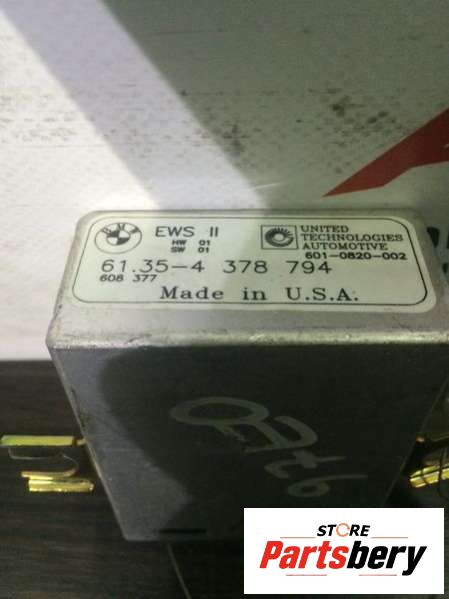 BMW
EWS II
HW 01
SW 01
UNITED
TECHNOLOGIES
AUTOMOTIVE
601-0820-002
61.35-4 378 794
608 377
Made in U.S.A.
STORE
Partsbery